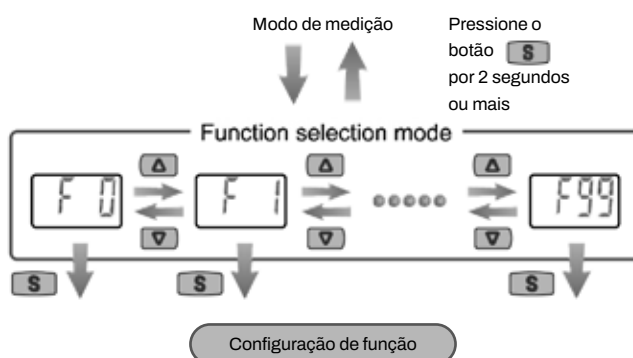 Modo de medição
Pressione o
botão S
por 2 segundos
ou mais
Function selection mode
F 0
F 1
F99
S
S
S
Configuração de função